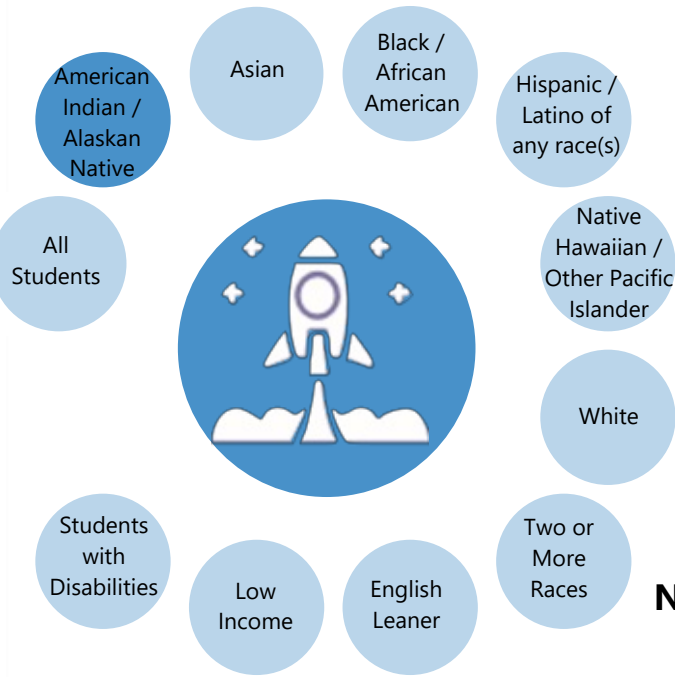 American
Indian /
Alaskan
Native
Asian
Black /
African
American
Hispanic /
Latino of
any race(s)
All
Students
Native
Hawaiian /
Other Pacific
Islander
White
Students
with
Disabilities
Low
Income
English
Leaner
Two or
More
Races
N